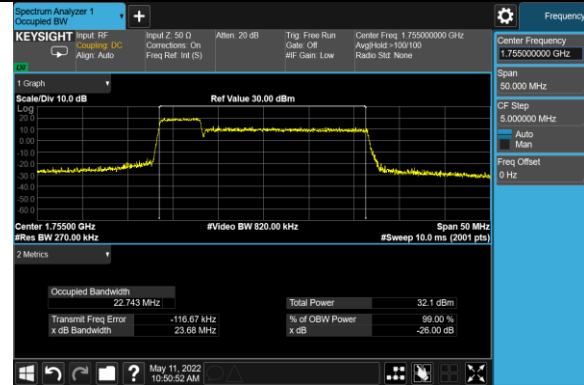 Spectrum Analyzer 1
Occupied BW
Frequency
KEYSIGHT
Input: RF
Coupling: DC
Align: Auto
Input Z: 50 Ω
Corrections: On
Freq Ref: Int (S)
Atten: 20 dB
Trig: Free Run
Gate: Off
#IF Gain: Low
Center Freq: 1.755000000 GHz
Avg|Hold:>100/100
Radio Std: None
Center Frequency
1.755000000 GHz
Span
50.000 MHz
CF Step
5.000000 MHz
Auto
Man
Freq Offset
0 Hz
1 Graph
Scale/Div 10.0 dB
Ref Value 30.00 dBm
Log
20.0
10.0
0.00
-10.0
-20.0
-30.0
-40.0
-50.0
-60.0
Center 1.75500 GHz
#Video BW 820.00 kHz
Span 50 MHz
#Res BW 270.00 kHz
#Sweep 10.0 ms (2001 pts)
2 Metrics
Occupied Bandwidth
22.743 MHz
Total Power 32.1 dBm
Transmit Freq Error -116.67 kHz
% of OBW Power 99.00 %
x dB Bandwidth 23.68 MHz
x dB -26.00 dB
?
May 11, 2022
10:50:52 AM